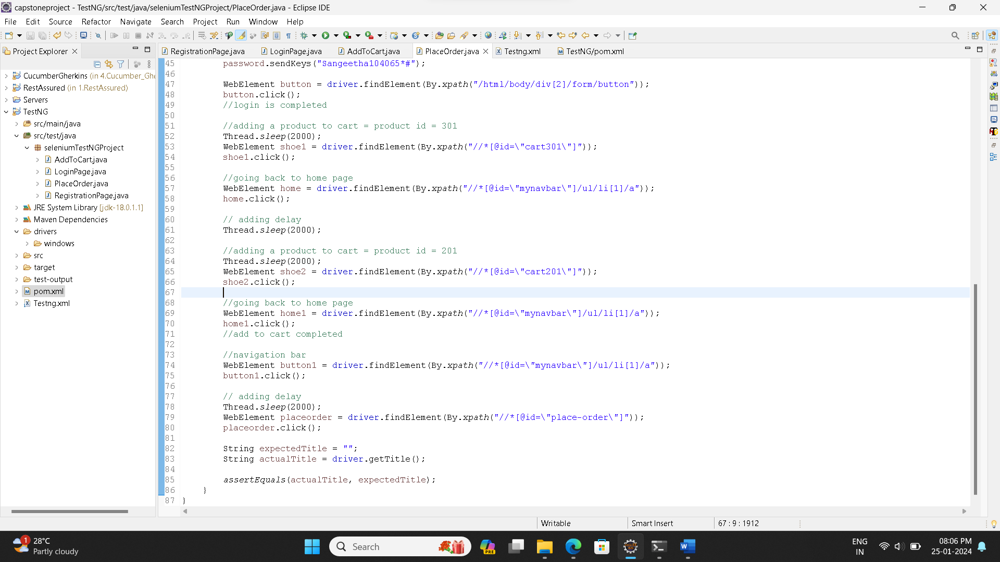 capstoneproject - TestNG/src/test/java/seleniumTestNGProject/PlaceOrder.java - Eclipse IDE
File Edit Source Refactor Navigate Search Project Run Window Help
Project Explorer
RegistrationPage.java LoginPage.java AddToCart.java PlaceOrder.java Testng.xml TestNG/pom.xml
CucumberGherkins (in 4.Cucumber_Ghe
RestAssured (in 1.RestAssured)
Servers
TestNG
src/main/java
src/test/java
seleniumTestNGProject
AddToCart.java
LoginPage.java
PlaceOrder.java
RegistrationPage.java
JRE System Library [jdk-18.0.1.1]
Maven Dependencies
drivers
windows
src
target
test-output
pom.xml
Testng.xml
45 password.sendKeys("Sangeetha104065*#");
46
47 WebElement button = driver.findElement(By.xpath("/html/body/div[2]/form/button"));
48 button.click();
49 //login is completed
50
51 //adding a product to cart = product id = 301
52 Thread.sleep(2000);
53 WebElement shoe1 = driver.findElement(By.xpath("//*[@id=\"cart301\"]"));
54 shoe1.click();
55
56 //going back to home page
57 WebElement home = driver.findElement(By.xpath("//*[@id=\"mynavbar\"]/ul/li[1]/a"));
58 home.click();
59
60 // adding delay
61 Thread.sleep(2000);
62
63 //adding a product to cart = product id = 201
64 Thread.sleep(2000);
65 WebElement shoe2 = driver.findElement(By.xpath("//*[@id=\"cart201\"]"));
66 shoe2.click();
67
68 //going back to home page
69 WebElement home1 = driver.findElement(By.xpath("//*[@id=\"mynavbar\"]/ul/li[1]/a"));
70 home1.click();
71 //add to cart completed
72
73 //navigation bar
74 WebElement button1 = driver.findElement(By.xpath("//*[@id=\"mynavbar\"]/ul/li[1]/a"));
75 button1.click();
76
77 // adding delay
78 Thread.sleep(2000);
79 WebElement placeorder = driver.findElement(By.xpath("//*[@id=\"place-order\"]"));
80 placeorder.click();
81
82 String expectedTitle = "";
83 String actualTitle = driver.getTitle();
84
85 assertEquals(actualTitle, expectedTitle);
86 }
87 }
Writable Smart Insert 67 : 9 : 1912
1 28°C
Partly cloudy
Search
PRE
ENG
IN
08:06 PM
25-01-2024